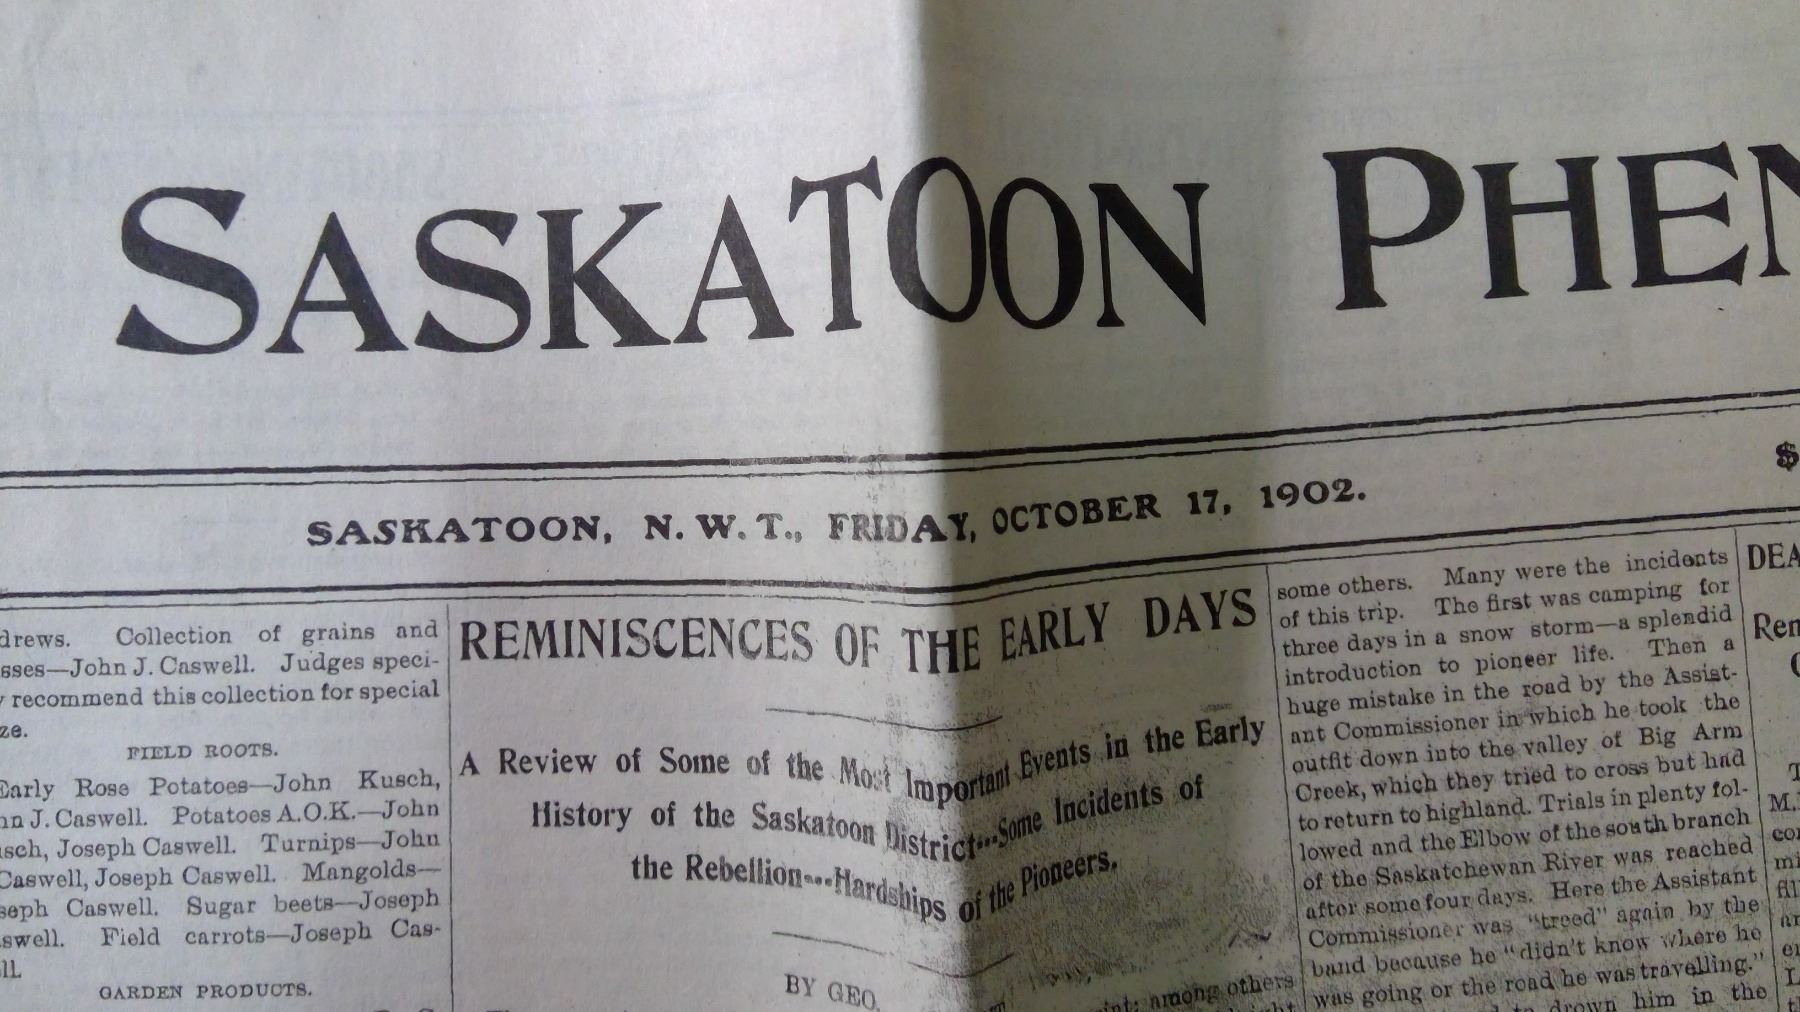 SASKATOON PHEN
SASKATOON, N. W. T., FRIDAY, OCTOBER 17, 1902.
$
drews. Collection of grains and
sses—John J. Caswell. Judges speci-
y recommend this collection for special
ze.
FIELD ROOTS.
Early Rose Potatoes—John Kusch,
hn J. Caswell. Potatoes A.O.K.—John
usch, Joseph Caswell. Turnips—John
Caswell, Joseph Caswell. Mangolds—
seph Caswell. Sugar beets—Joseph
aswell. Field carrots—Joseph Cas-
ll.
GARDEN PRODUCTS.
REMINISCENCES OF THE EARLY DAYS
A Review of Some of the Most Important Events in the Early
History of the Saskatoon District---Some Incidents of
the Rebellion---Hardships of the Pioneers.
BY GEO.
among others
some others. Many were the incidents
of this trip. The first was camping for
three days in a snow storm—a splendid
introduction to pioneer life. Then a
huge mistake in the road by the Assist-
ant Commissioner in which he took the
outfit down into the valley of Big Arm
Creek, which they tried to cross but had
to return to highland. Trials in plenty fol-
lowed and the Elbow of the south branch
of the Saskatchewan River was reached
after some four days. Here the Assistant
Commissioner was "treed" again by the
band because he "didn't know where he
was going or the road he was travelling."
to drown him in the
DEA
Ren
M.